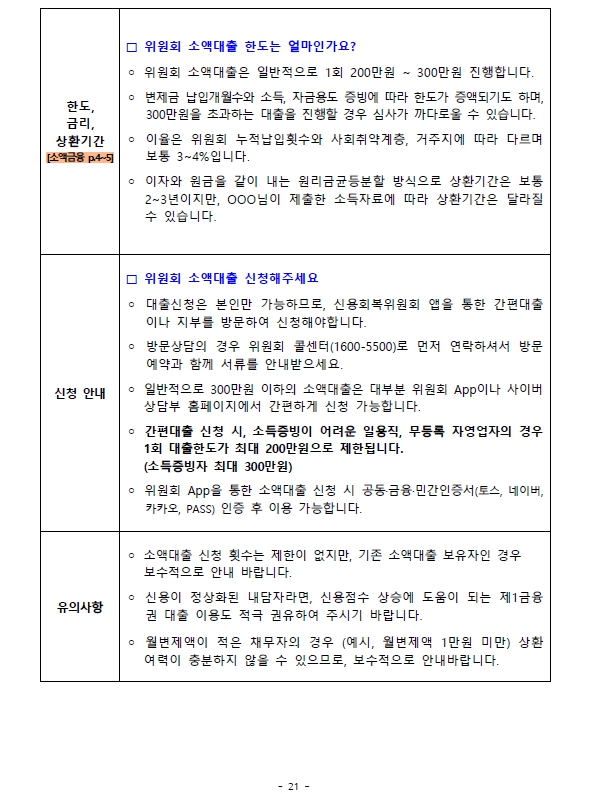 한도,
금리,
상환기간
[소액금융 p.4~5]
□ 위원회 소액대출 한도는 얼마인가요?
○ 위원회 소액대출은 일반적으로 1회 200만원 ~ 300만원 진행합니다.
○ 변제금 납입개월수와 소득, 자금용도 증빙에 따라 한도가 증액되기도 하며,
300만원을 초과하는 대출을 진행할 경우 심사가 까다로울 수 있습니다.
○ 이율은 위원회 누적납입횟수와 사회취약계층, 거주지에 따라 다르며
보통 3~4%입니다.
○ 이자와 원금을 같이 내는 원리금균등분할 방식으로 상환기간은 보통
2~3년이지만, OOO님이 제출한 소득자료에 따라 상환기간은 달라질
수 있습니다.
신청 안내
□ 위원회 소액대출 신청해주세요
○ 대출신청은 본인만 가능하므로, 신용회복위원회 앱을 통한 간편대출
이나 지부를 방문하여 신청해야합니다.
○ 방문상담의 경우 위원회 콜센터(1600-5500)로 먼저 연락하셔서 방문
예약과 함께 서류를 안내받으세요.
○ 일반적으로 300만원 이하의 소액대출은 대부분 위원회 App이나 사이버
상담부 홈페이지에서 간편하게 신청 가능합니다.
○ 간편대출 신청 시, 소득증빙이 어려운 일용직, 무등록 자영업자의 경우
1회 대출한도가 최대 200만원으로 제한됩니다.
(소득증빙자 최대 300만원)
○ 위원회 App을 통한 소액대출 신청 시 공동·금융·민간인증서(토스, 네이버,
카카오, PASS) 인증 후 이용 가능합니다.
유의사항
○ 소액대출 신청 횟수는 제한이 없지만, 기존 소액대출 보유자인 경우
보수적으로 안내 바랍니다.
○ 신용이 정상화된 내담자라면, 신용점수 상승에 도움이 되는 제1금융
권 대출 이용도 적극 권유하여 주시기 바랍니다.
○ 월변제액이 적은 채무자의 경우 (예시, 월변제액 1만원 미만) 상환
여력이 충분하지 않을 수 있으므로, 보수적으로 안내바랍니다.
- 21 -